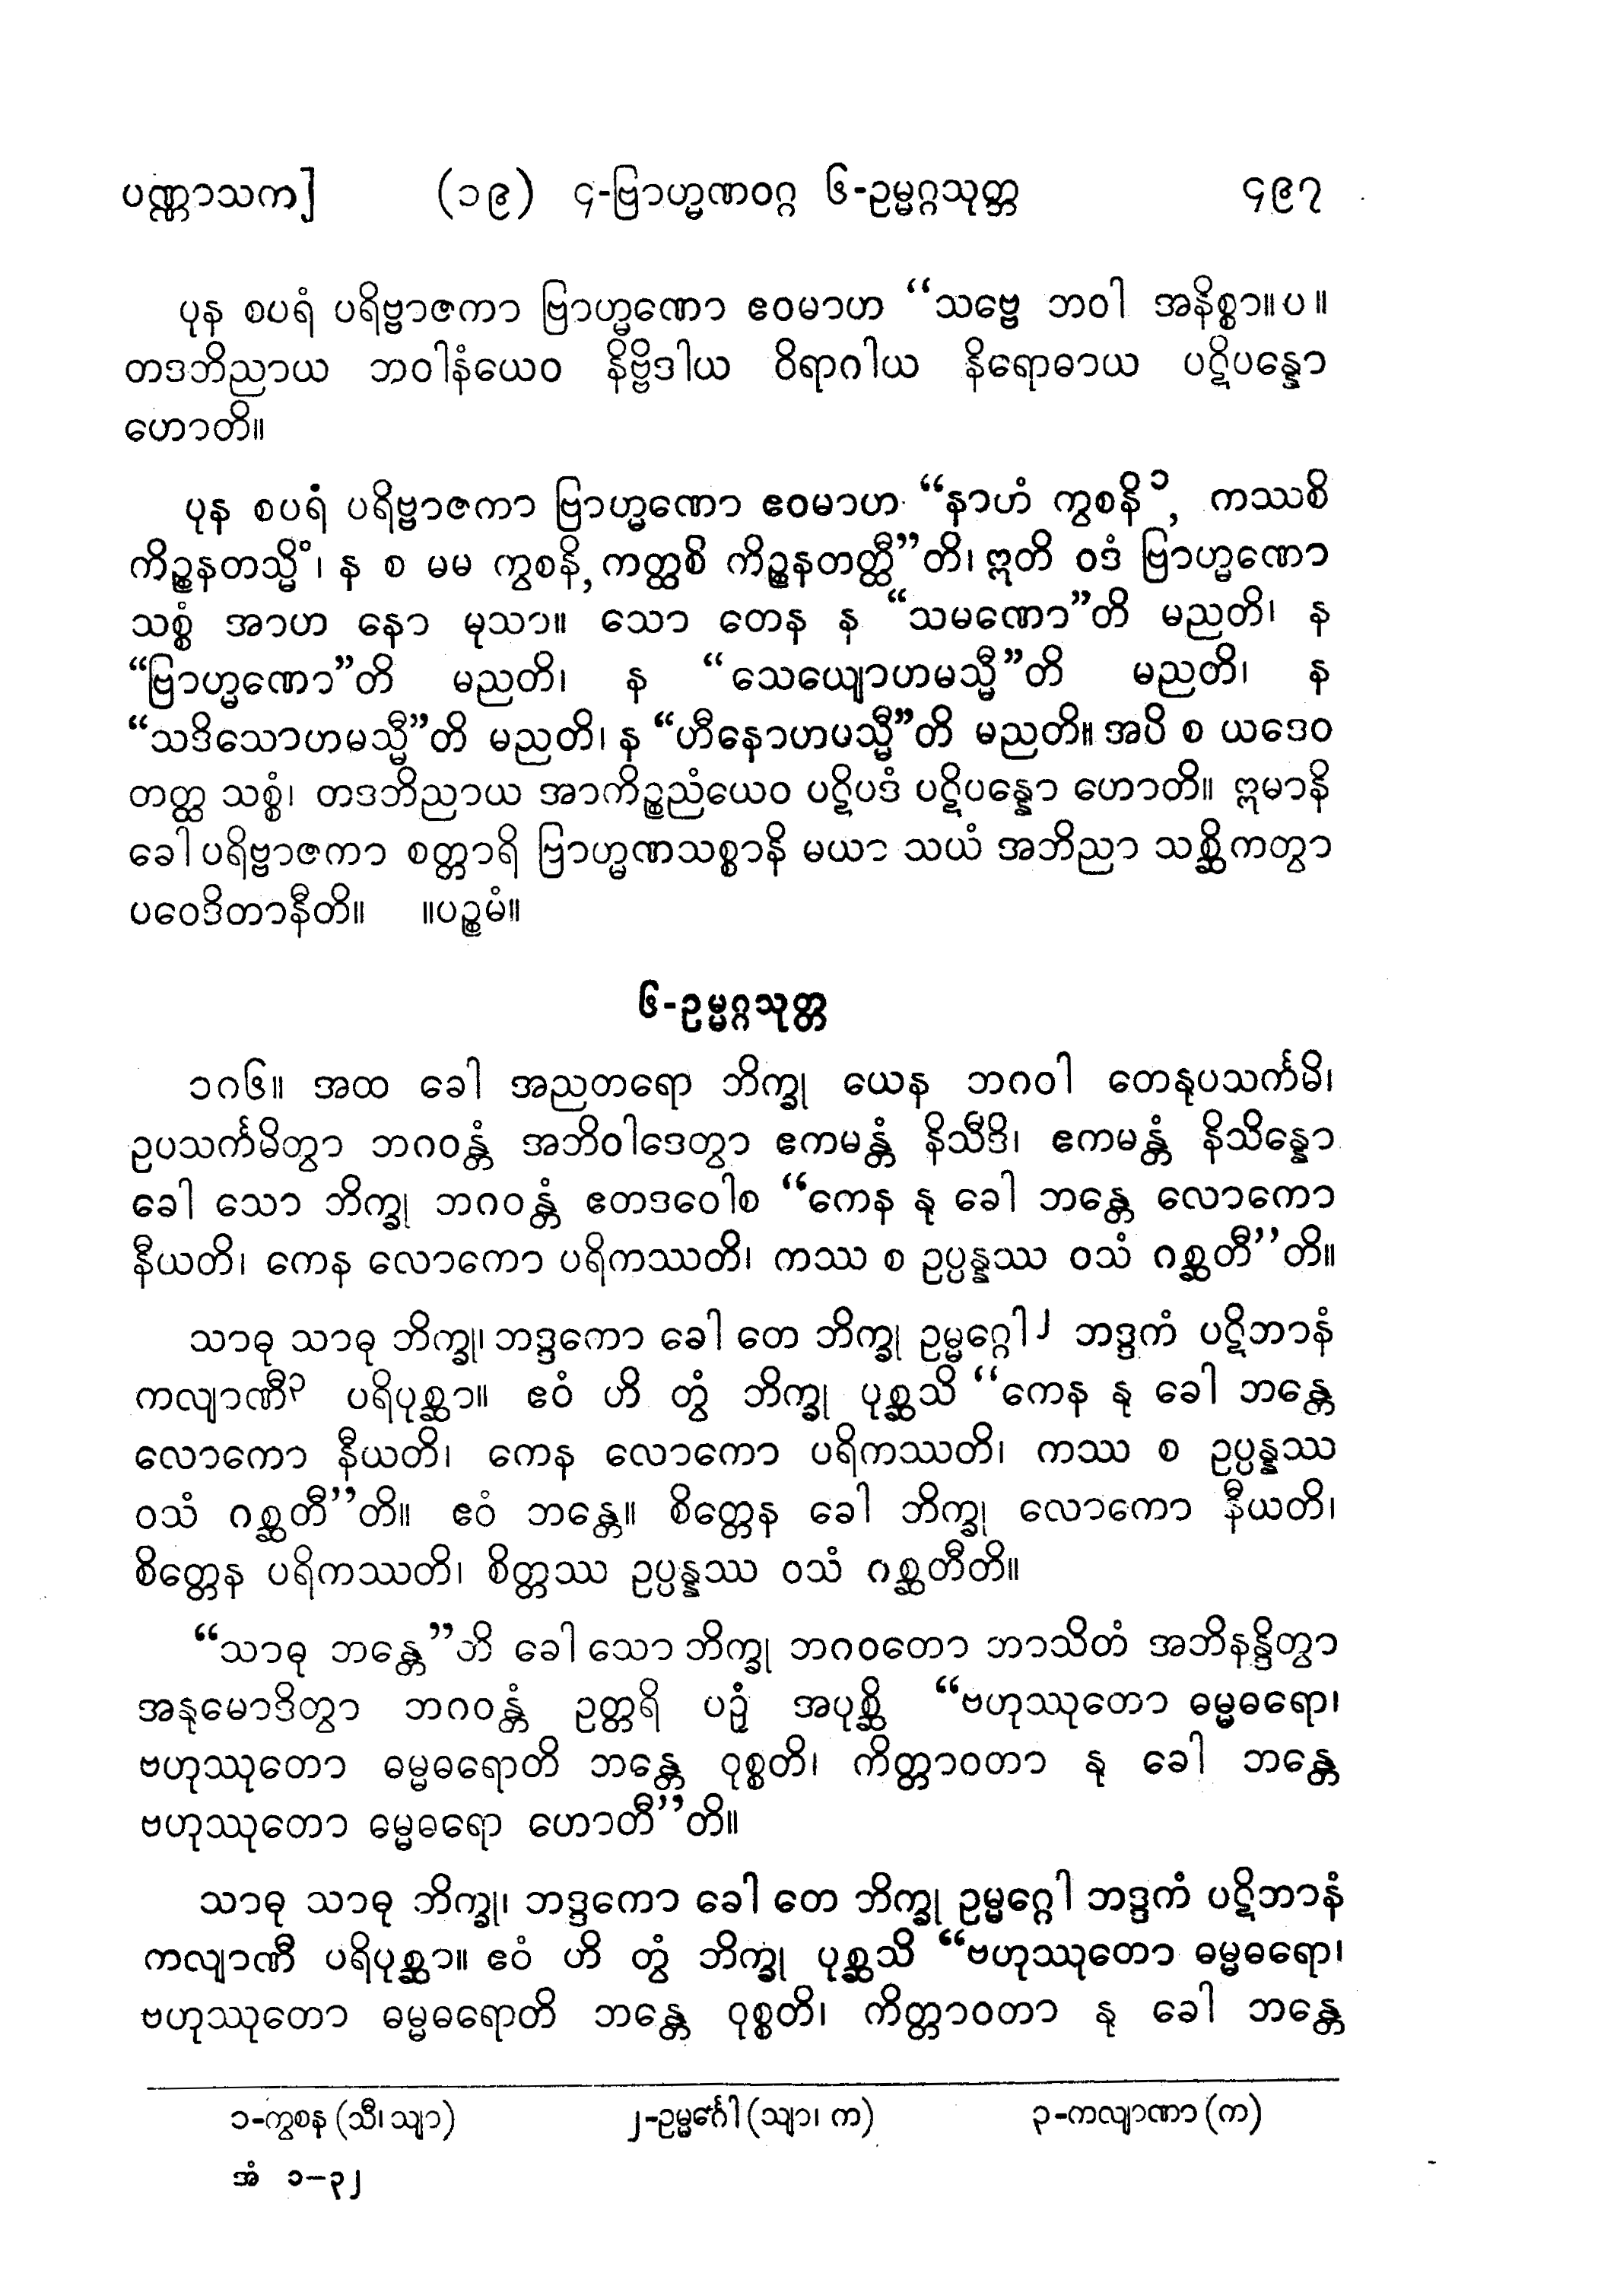 ပဏ္ဏာသက] (၁၉) ၄-ဗြာဟ္မဏဝဂ္ဂ ၆-ဥမ္မဂ္ဂသုတ္တ ၄၉၇
ပုန စပရံ ပရိဗ္ဗာဇကာ ဗြာဟ္မဏော ဧဝမာဟ “သဗ္ဗေ ဘဝါ အနိစ္စာ။ပ။
တဒဘိညာယ ဘဝါနံယေဝ နိဗ္ဗိဒါယ ဝိရာဂါယ နိရောဓာယ ပဋိပန္နော
ဟောတိ။
ပုန စပရံ ပရိဗ္ဗာဇကာ ဗြာဟ္မဏော ဧဝမာဟ “နာဟံ ကွစနိ၁, ကဿစိ
ကိဉ္စနတသ္မိံ၊ န စ မမ ကွစနိ, ကတ္ထစိ ကိဉ္စနတတ္ထီ”တိ၊ ဣတိ ဝဒံ ဗြာဟ္မဏော
သစ္စံ အာဟ နော မုသာ။ သော တေန န “သမဏော”တိ မညတိ၊ န
“ဗြာဟ္မဏော”တိ မညတိ၊ န “သေယျောဟမသ္မီ”တိ မညတိ၊ န
“သဒိသောဟမသ္မီ”တိ မညတိ၊ န “ဟီနောဟမသ္မီ”တိ မညတိ။ အပိ စ ယဒေဝ
တတ္ထ သစ္စံ၊ တဒဘိညာယ အာကိဉ္စညံယေဝ ပဋိပဒံ ပဋိပန္နော ဟောတိ။ ဣမာနိ
ခေါ ပရိဗ္ဗာဇကာ စတ္တာရိ ဗြာဟ္မဏသစ္စာနိ မယာ သယံ အဘိညာ သစ္ဆိကတွာ
ပဝေဒိတာနီတိ။ ။ပဉ္စမံ။
၆-ဥမ္မဂ္ဂသုတ္တ
၁၈၆။ အထ ခေါ အညတရော ဘိက္ခု ယေန ဘဂဝါ တေနုပသင်္ကမိ၊
ဥပသင်္ကမိတွာ ဘဂဝန္တံ အဘိဝါဒေတွာ ဧကမန္တံ နိသီဒိ၊ ဧကမန္တံ နိသိန္နော
ခေါ သော ဘိက္ခု ဘဂဝန္တံ ဧတဒဝေါစ “ကေန နု ခေါ ဘန္တေ လောကော
နီယတိ၊ ကေန လောကော ပရိကဿတိ၊ ကဿ စ ဥပ္ပန္နဿ ဝသံ ဂစ္ဆတီ”တိ။
သာဓု သာဓု ဘိက္ခု၊ ဘဒ္ဒကော ခေါ တေ ဘိက္ခု ဥမ္မဂ္ဂေါ၂ ဘဒ္ဒကံ ပဋိဘာနံ
ကလျာဏီ၃ ပရိပုစ္ဆာ။ ဧဝံ ဟိ တွံ ဘိက္ခု ပုစ္ဆသိ “ကေန နု ခေါ ဘန္တေ
လောကော နီယတိ၊ ကေန လောကော ပရိကဿတိ၊ ကဿ စ ဥပ္ပန္နဿ
ဝသံ ဂစ္ဆတီ”တိ။ ဧဝံ ဘန္တေ။ စိတ္တေန ခေါ ဘိက္ခု လောကော နီယတိ၊
စိတ္တေန ပရိကဿတိ၊ စိတ္တဿ ဥပ္ပန္နဿ ဝသံ ဂစ္ဆတီတိ။
“သာဓု ဘန္တေ”တိ ခေါ သော ဘိက္ခု ဘဂဝတော ဘာသိတံ အဘိနန္ဒိတွာ
အနုမောဒိတွာ ဘဂဝန္တံ ဥတ္တရိ ပဉှံ အပုစ္ဆိ “ဗဟုဿုတော ဓမ္မဓရော၊
ဗဟုဿုတော ဓမ္မဓရောတိ ဘန္တေ ဝုစ္စတိ၊ ကိတ္တာဝတာ နု ခေါ ဘန္တေ
ဗဟုဿုတော ဓမ္မဓရော ဟောတီ”တိ။
သာဓု သာဓု ဘိက္ခု၊ ဘဒ္ဒကော ခေါ တေ ဘိက္ခု ဥမ္မဂ္ဂေါ ဘဒ္ဒကံ ပဋိဘာနံ
ကလျာဏီ ပရိပုစ္ဆာ။ ဧဝံ ဟိ တွံ ဘိက္ခု ပုစ္ဆသိ “ဗဟုဿုတော ဓမ္မဓရော၊
ဗဟုဿုတော ဓမ္မဓရောတိ ဘန္တေ ဝုစ္စတိ၊ ကိတ္တာဝတာ နု ခေါ ဘန္တေ
၁-ကွစန (သီ၊ သျာ) ၂-ဥမ္မင်္ဂေါ (သျာ၊ က) ၃-ကလျာဏာ (က)
အံ ၁−၃၂